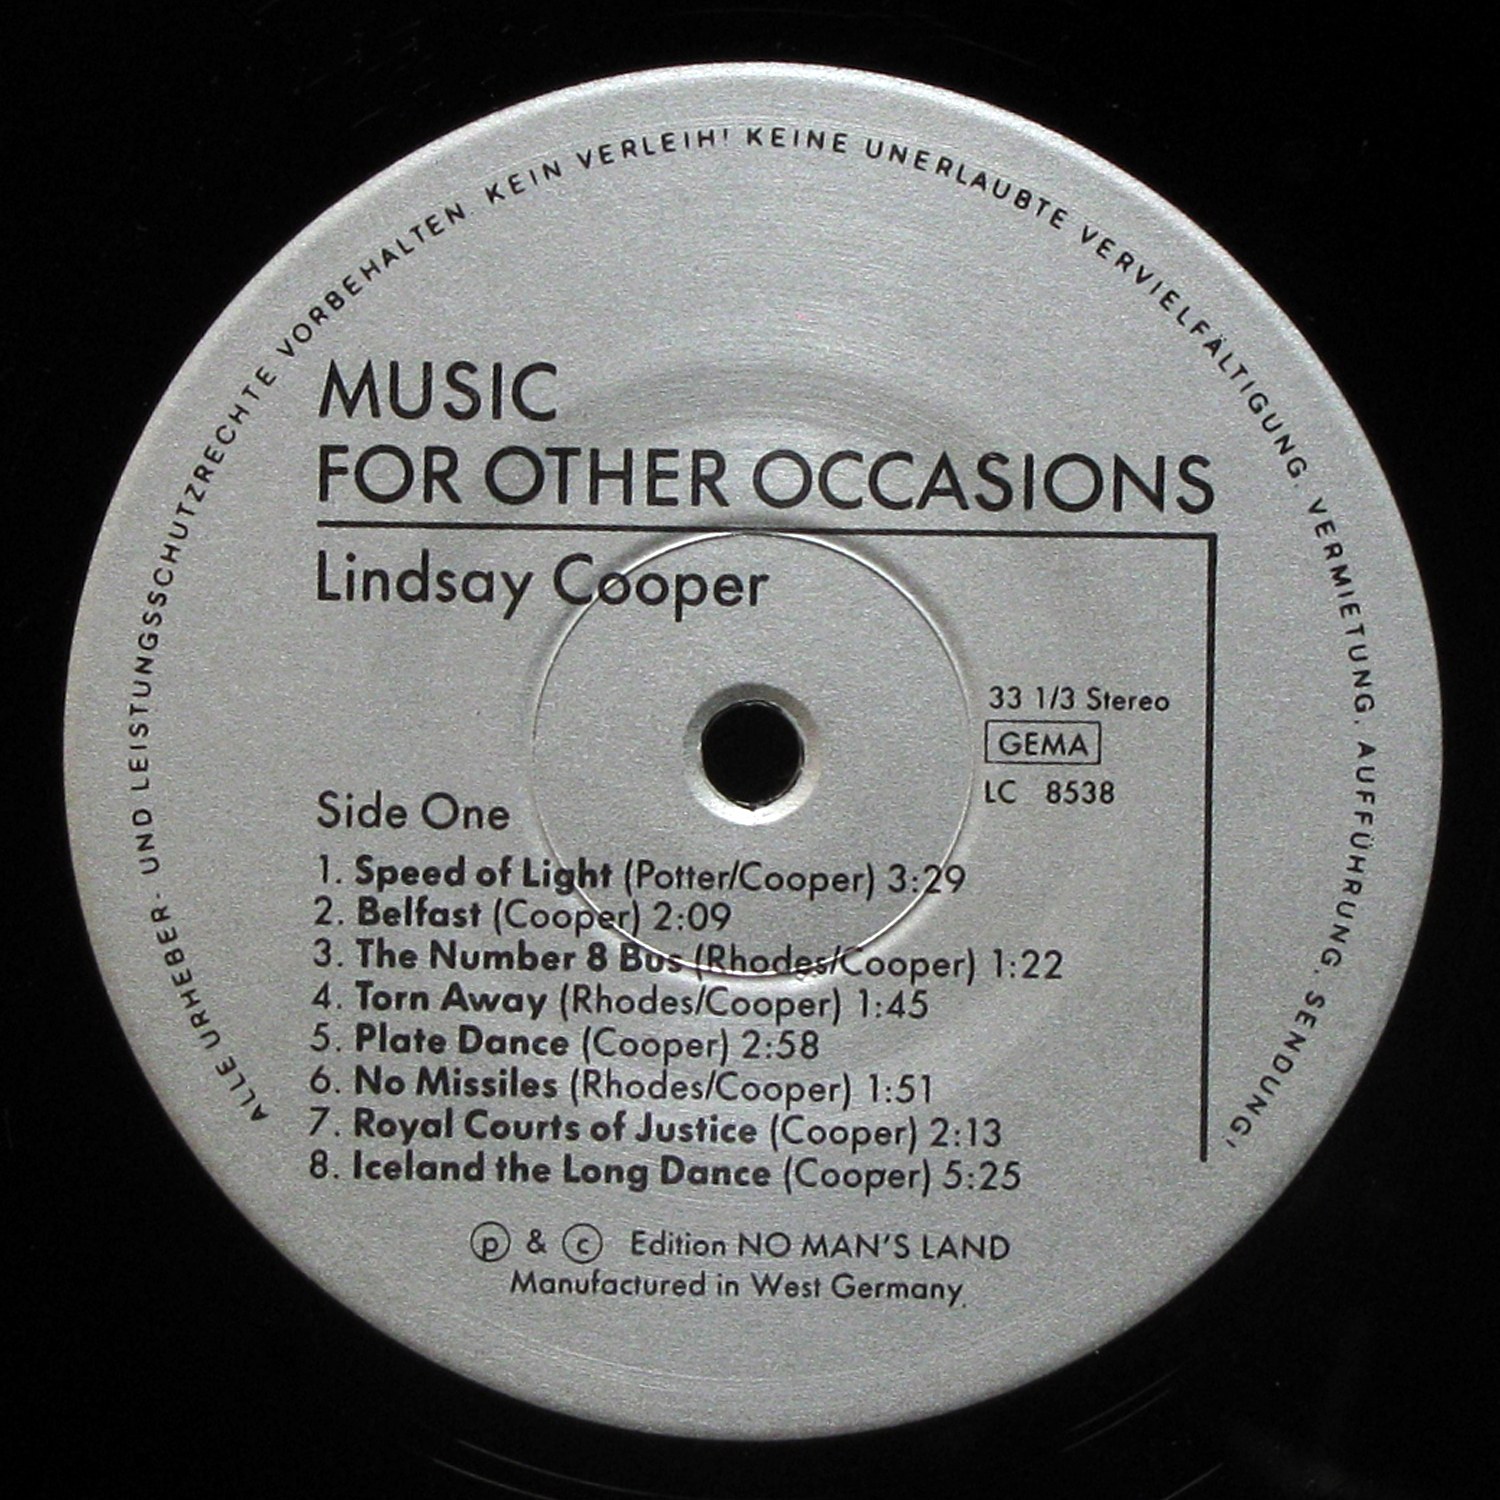 ALLE URHEBER- UND LEISTUNGSSCHUTZRECHTE VORBEHALTEN KEIN VERLEIH! KEINE UNERLAUBTE VERVIELFÄLTIGUNG, VERMIETUNG, AUFFÜHRUNG, SENDUNG!
MUSIC
FOR OTHER OCCASIONS
Lindsay Cooper
33 1/3 Stereo
GEMA
LC 8538
Side One
1. Speed of Light (Potter/Cooper) 3:29
2. Belfast (Cooper) 2:09
3. The Number 8 Bus (Rhodes/Cooper) 1:22
4. Torn Away (Rhodes/Cooper) 1:45
5. Plate Dance (Cooper) 2:58
6. No Missiles (Rhodes/Cooper) 1:51
7. Royal Courts of Justice (Cooper) 2:13
8. Iceland the Long Dance (Cooper) 5:25
ⓟ & ⓒ Edition NO MAN'S LAND
Manufactured in West Germany.